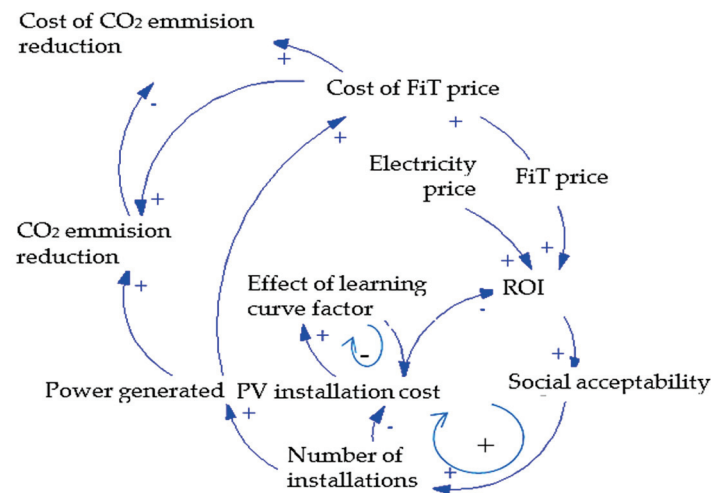 Cost of CO2 emmision
reduction
+
Cost of FiT price
-
+
+
Electricity
price
FiT price
+
CO2 emmision
reduction
+
+
+
Effect of learning
curve factor
ROI
-
+
-
+
Power generated
PV installation cost
Social acceptability
+
-
+
Number of
installations
+